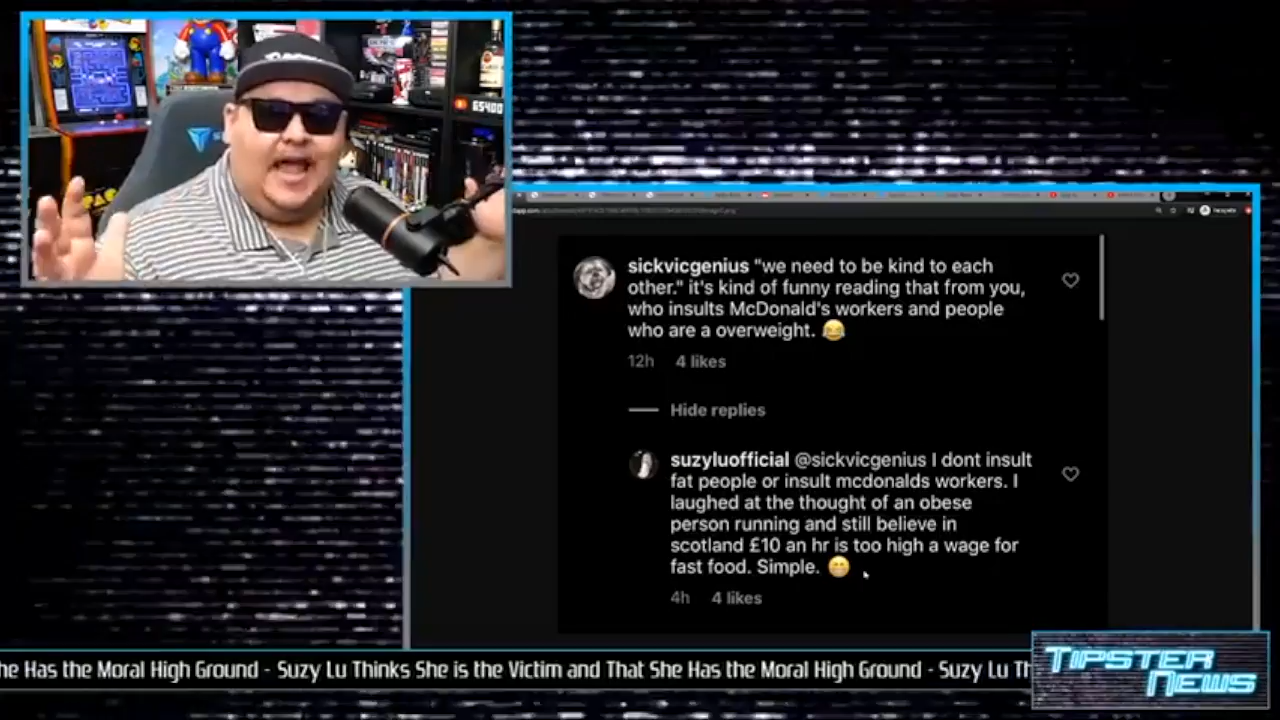 65400
sickvicgenius "we need to be kind to each
other." it's kind of funny reading that from you,
who insults McDonald's workers and people
who are a overweight. 😂
12h 4 likes
Hide replies
suzyluofficial @sickvicgenius I dont insult
fat people or insult mcdonalds workers. I
laughed at the thought of an obese
person running and still believe in
scotland £10 an hr is too high a wage for
fast food. Simple. 😁
4h 4 likes
he Has the Moral High Ground - Suzy Lu Thinks She is the Victim and That She Has the Moral High Ground - Suzy Lu Th
TIPSTER
NEWS